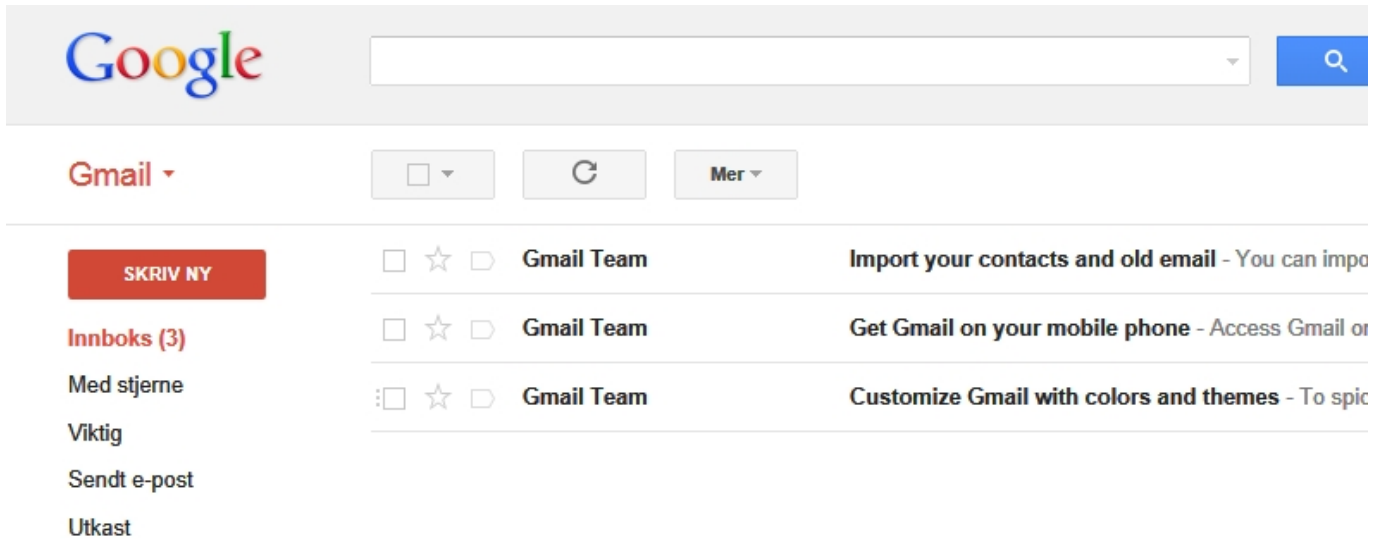 Google
Gmail
Mer
SKRIV NY
Gmail Team Import your contacts and old email - You can impo
Innboks (3)
Gmail Team Get Gmail on your mobile phone - Access Gmail or
Med stjerne
Gmail Team Customize Gmail with colors and themes - To spic
Viktig
Sendt e-post
Utkast